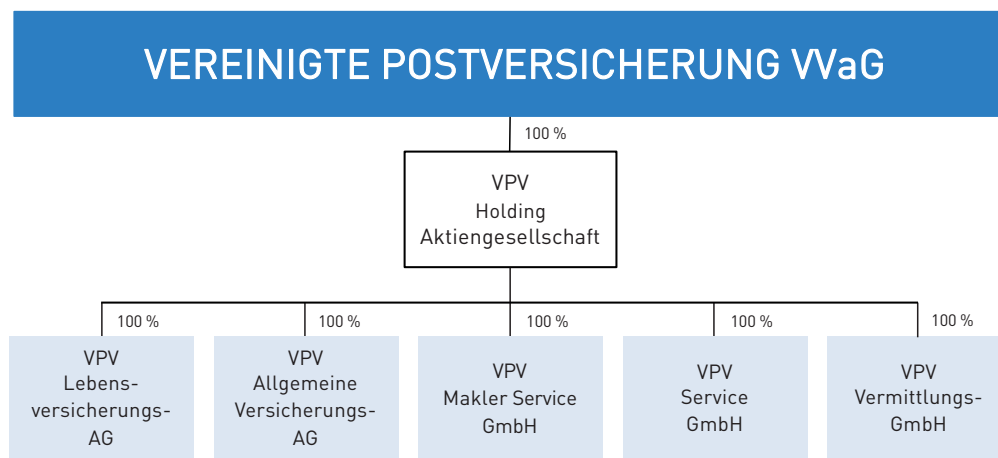 VEREINIGTE POSTVERSICHERUNG VVaG
100 %
VPV
Holding
Aktiengesellschaft
100 %
100 %
100 %
100 %
100 %
VPV
Lebens-
versicherungs-
AG
VPV
Allgemeine
Versicherungs-
AG
VPV
Makler Service
GmbH
VPV
Service
GmbH
VPV
Vermittlungs-
GmbH